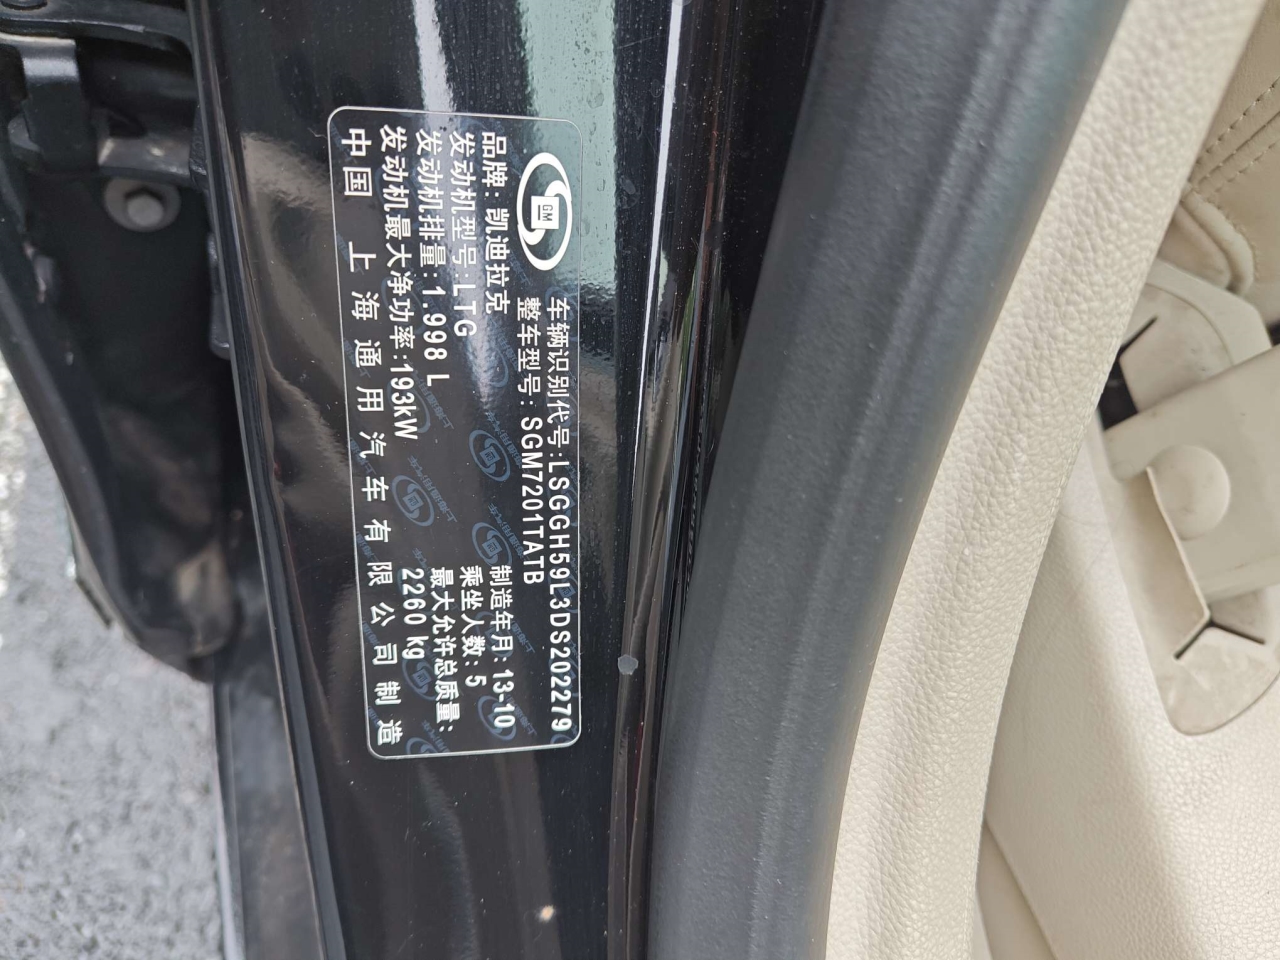 GM
车辆识别代号:LSGGH59L3DS202279
整车型号:SGM7201TATB
品牌:凯迪拉克
制造年月:13-10
发动机型号:LTG
乘坐人数:5
发动机排量:1.998L
最大允许总质量:
发动机最大净功率:193kW
2260kg
中国 上海通用汽车有限公司制造